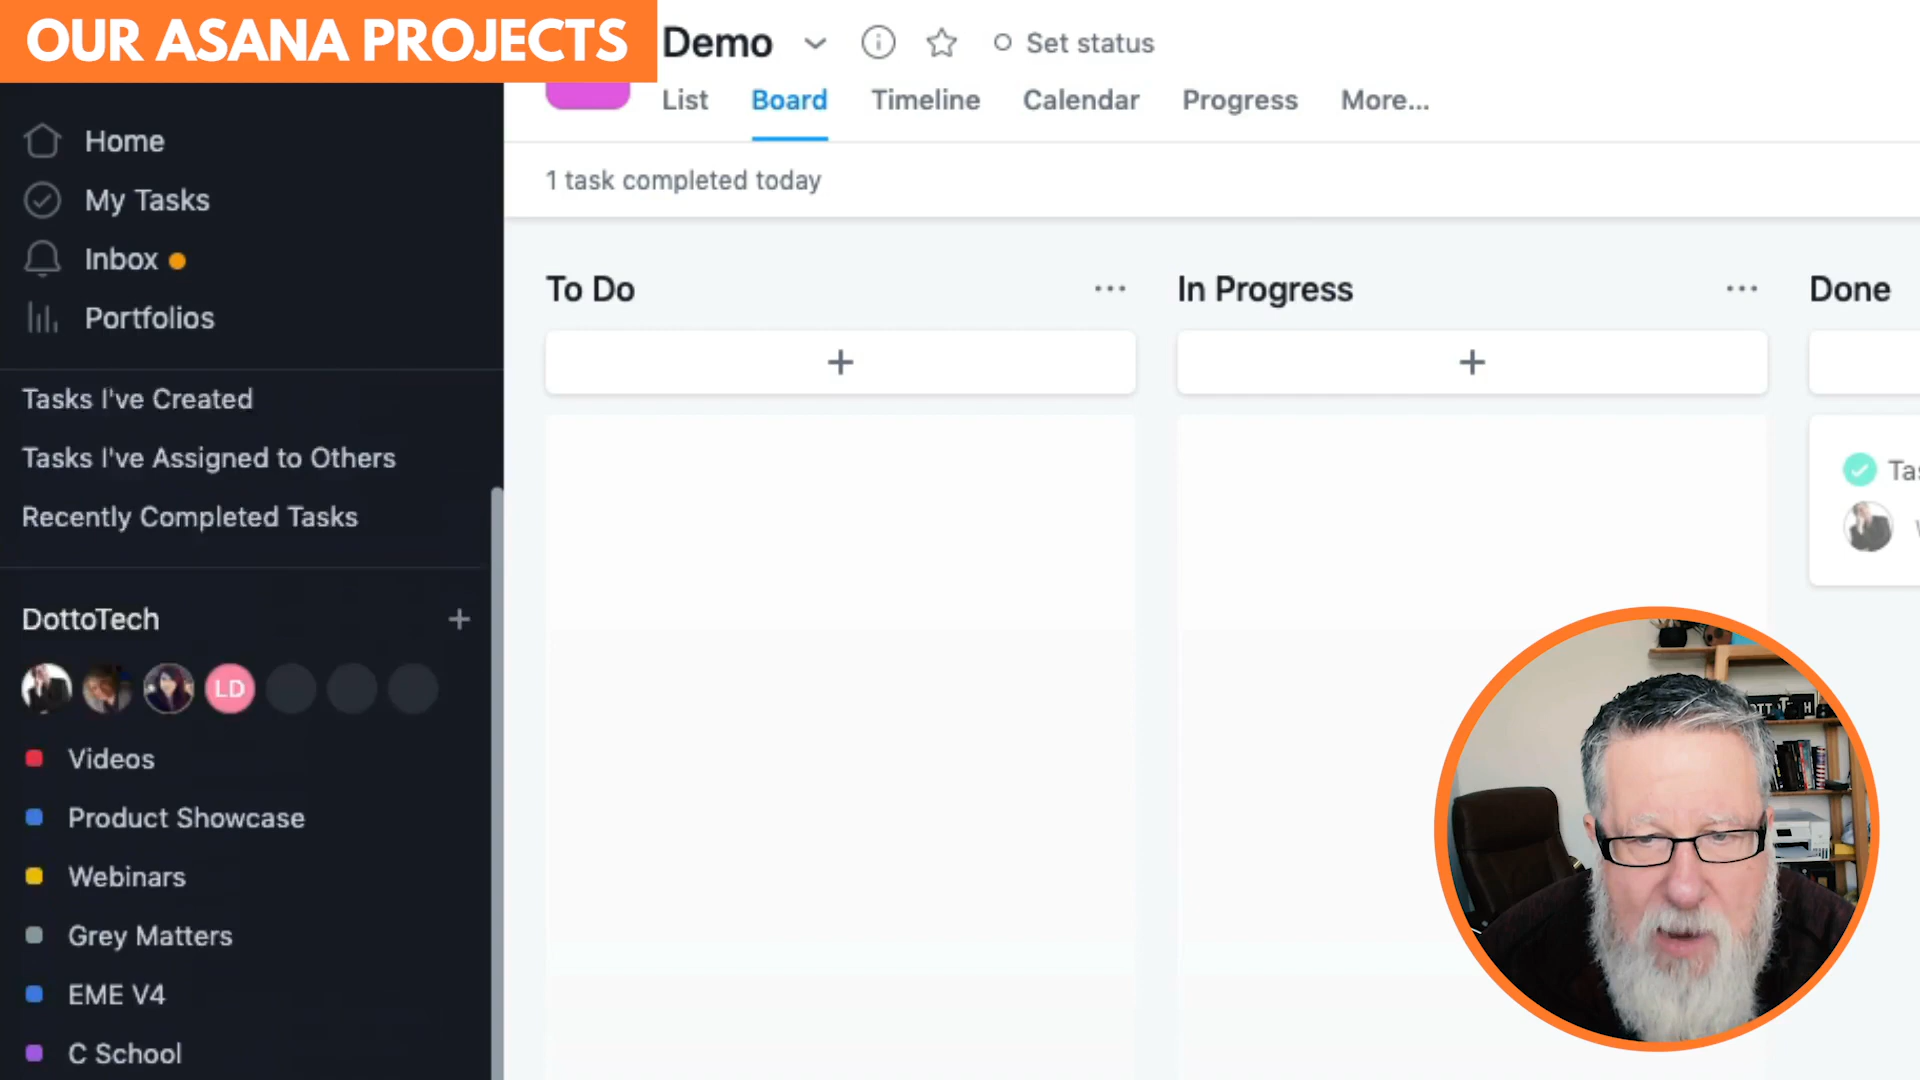 OUR ASANA PROJECTS
Demo
Set status
List Board Timeline Calendar Progress More...
1 task completed today
Home
My Tasks
Inbox
Portfolios
Tasks I've Created
Tasks I've Assigned to Others
Recently Completed Tasks
DottoTech
LD
Videos
Product Showcase
Webinars
Grey Matters
EME V4
C School
To Do
In Progress
Done